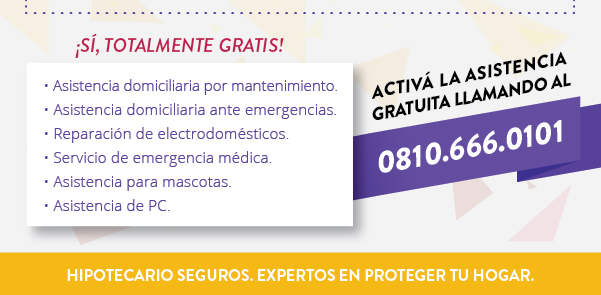 ¡SÍ, TOTALMENTE GRATIS!
• Asistencia domiciliaria por mantenimiento.
• Asistencia domiciliaria ante emergencias.
• Reparación de electrodomésticos.
• Servicio de emergencia médica.
• Asistencia para mascotas.
• Asistencia de PC.
ACTIVÁ LA ASISTENCIA
GRATUITA LLAMANDO AL
0810.666.0101
HIPOTECARIO SEGUROS. EXPERTOS EN PROTEGER TU HOGAR.